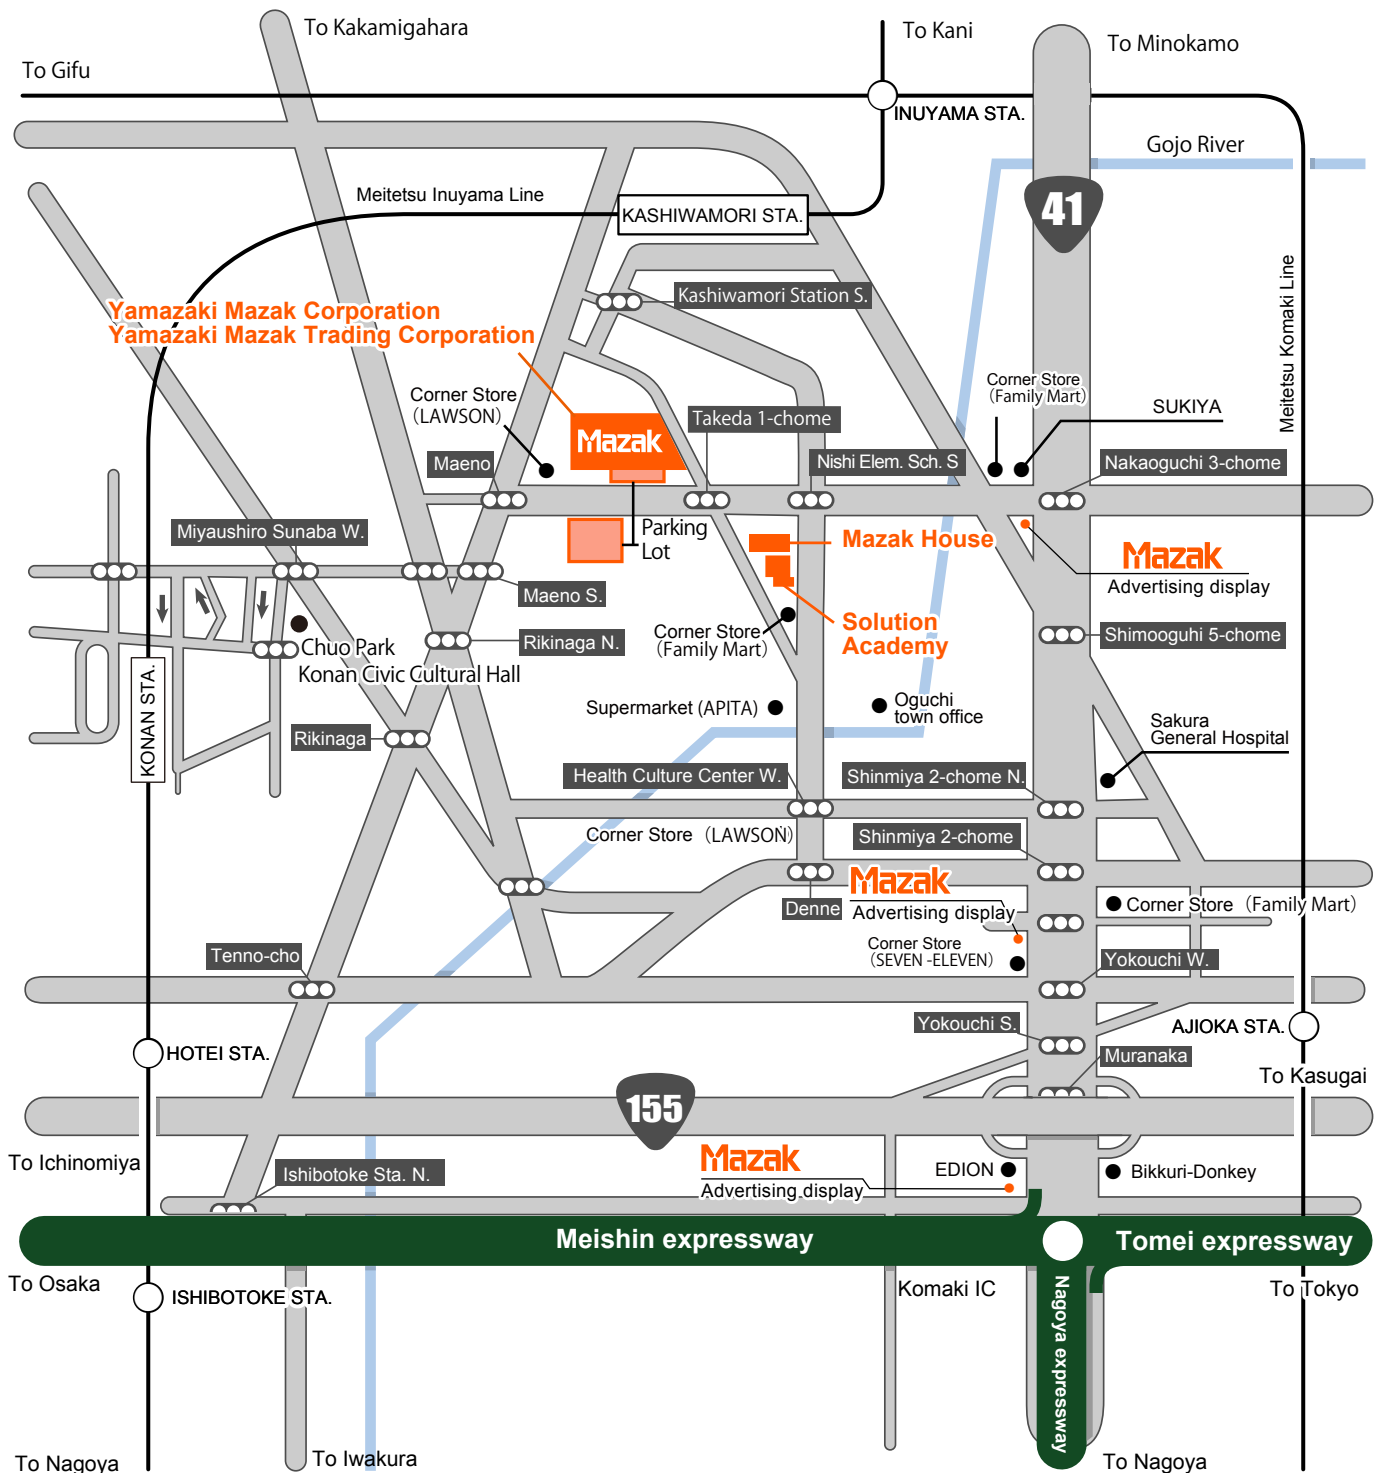 To Kakamigahara
To Kani
To Minokamo
To Gifu
INUYAMA STA.
Gojo River
Meitetsu Inuyama Line
KASHIWAMORI STA.
41
Meitetsu Komaki Line
Kashiwamori Station S.
Yamazaki Mazak Corporation
Yamazaki Mazak Trading Corporation
Corner Store
(LAWSON)
Mazak
Takeda 1-chome
Corner Store
(Family Mart)
SUKIYA
Maeno
Nishi Elem. Sch. S
Nakaoguchi 3-chome
Miyaushiro Sunaba W.
Parking
Lot
Mazak House
Mazak
Advertising display
Maeno S.
Rikinaga N.
Corner Store
(Family Mart)
Solution
Academy
Shimooguhi 5-chome
Chuo Park
Konan Civic Cultural Hall
KONAN STA.
Supermarket (APITA)
Oguchi
town office
Sakura
General Hospital
Rikinaga
Health Culture Center W.
Shinmiya 2-chome N.
Corner Store (LAWSON)
Shinmiya 2-chome
Mazak
Advertising display
Denne
Corner Store (Family Mart)
Corner Store
(SEVEN -ELEVEN)
Tenno-cho
Yokouchi W.
Yokouchi S.
AJIOKA STA.
HOTEI STA.
Muranaka
To Kasugai
155
To Ichinomiya
Ishibotoke Sta. N.
Mazak
Advertising display
EDION
Bikkuri-Donkey
Meishin expressway
Tomei expressway
To Osaka
ISHIBOTOKE STA.
Komaki IC
Nagoya expressway
To Tokyo
To Nagoya
To Iwakura
To Nagoya